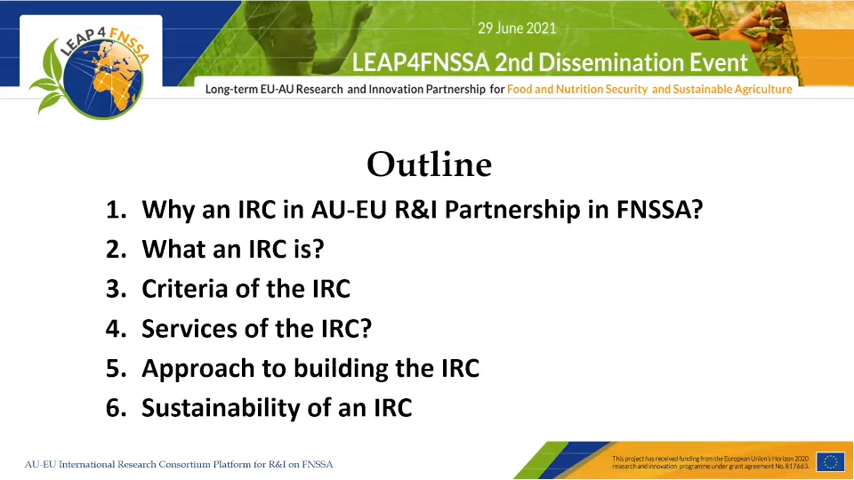 29 June 2021
LEAP 4 FNSSA
LEAP4FNSSA 2nd Dissemination Event
Long-term EU-AU Research and Innovation Partnership for Food and Nutrition Security and Sustainable Agriculture
Outline
1. Why an IRC in AU-EU R&I Partnership in FNSSA?
2. What an IRC is?
3. Criteria of the IRC
4. Services of the IRC?
5. Approach to building the IRC
6. Sustainability of an IRC
AU-EU International Research Consortium Platform for R&I on FNSSA
This project has received funding from the European Union's Horizon 2020
research and innovation programme under grant agreement No. 817663.